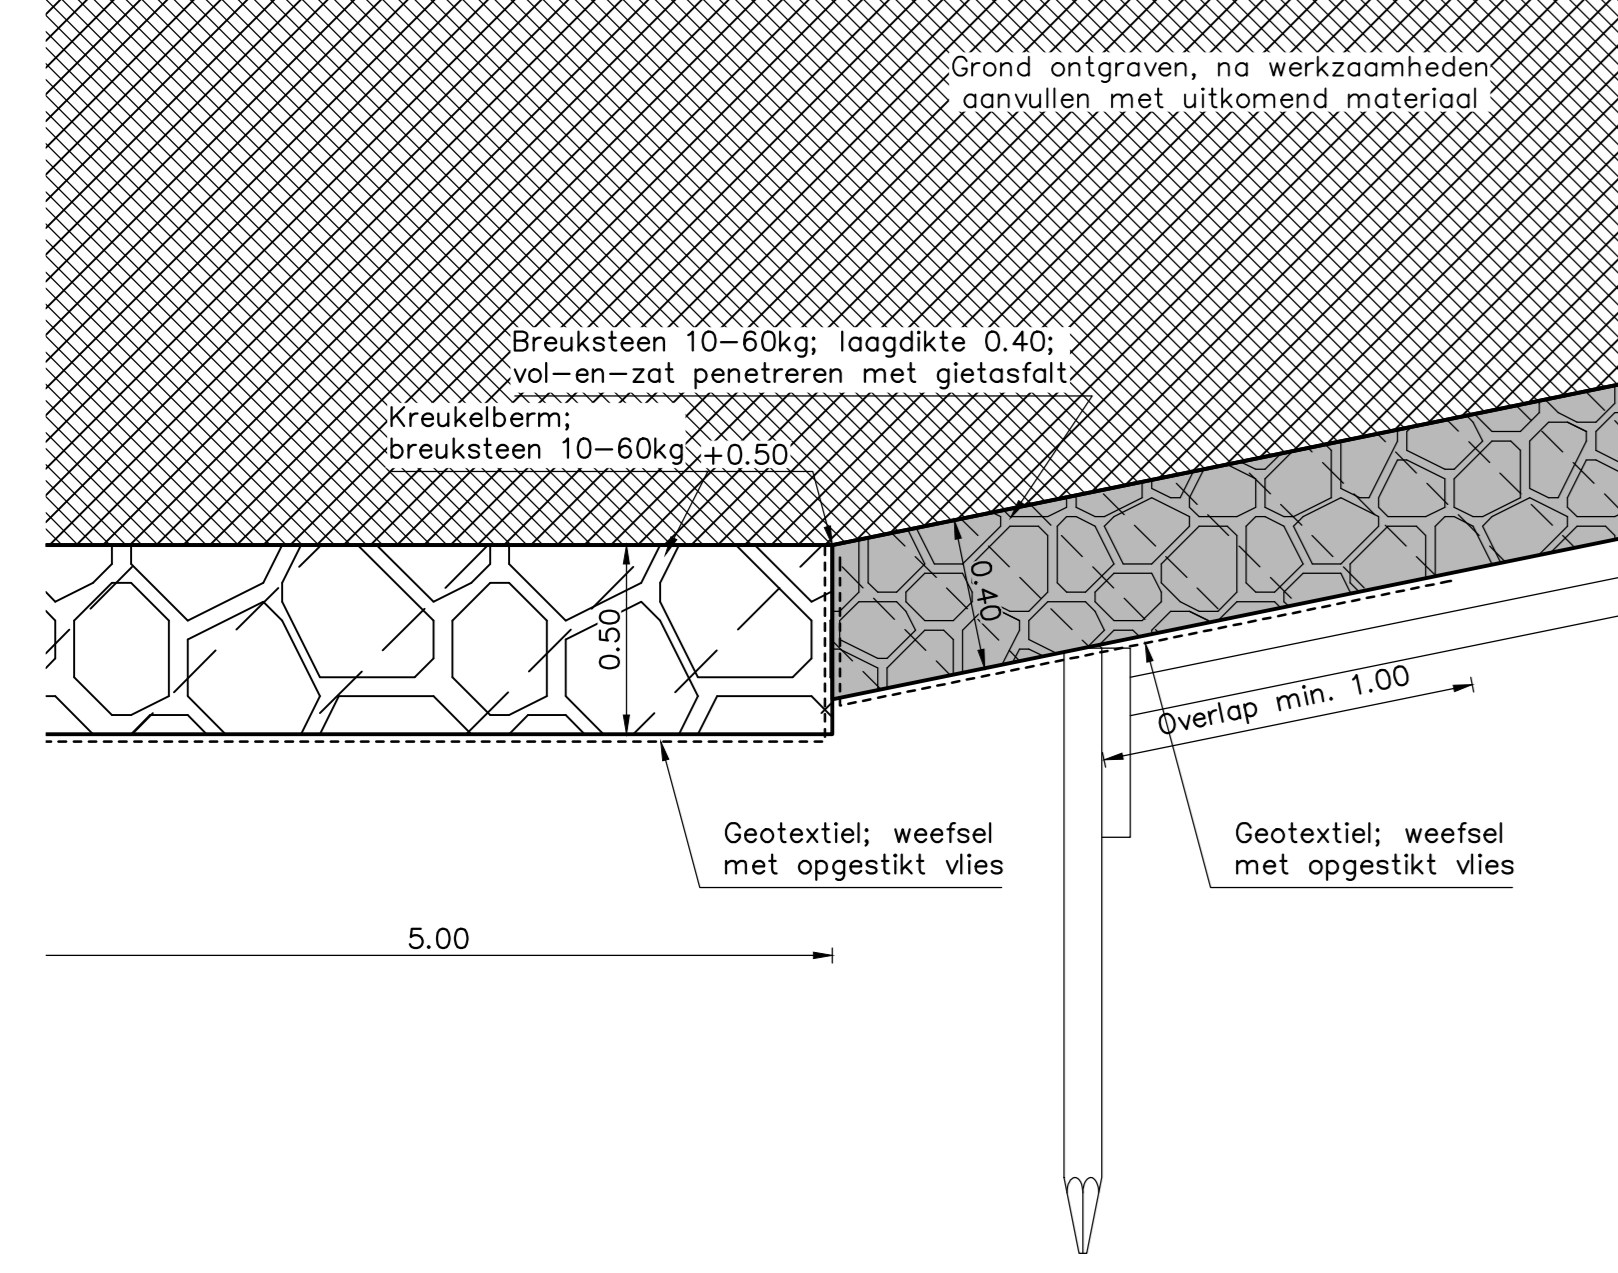 Grond ontgraven, na werkzaamheden
aanvullen met uitkomend materiaal
Breuksteen 10-60kg; laagdikte 0.40;
vol-en-zat penetreren met gietasfalt
Kreukelberm;
breuksteen 10-60kg
+0.50
0.50
0.40
Overlap min. 1.00
Geotextiel; weefsel
met opgestikt vlies
Geotextiel; weefsel
met opgestikt vlies
5.00